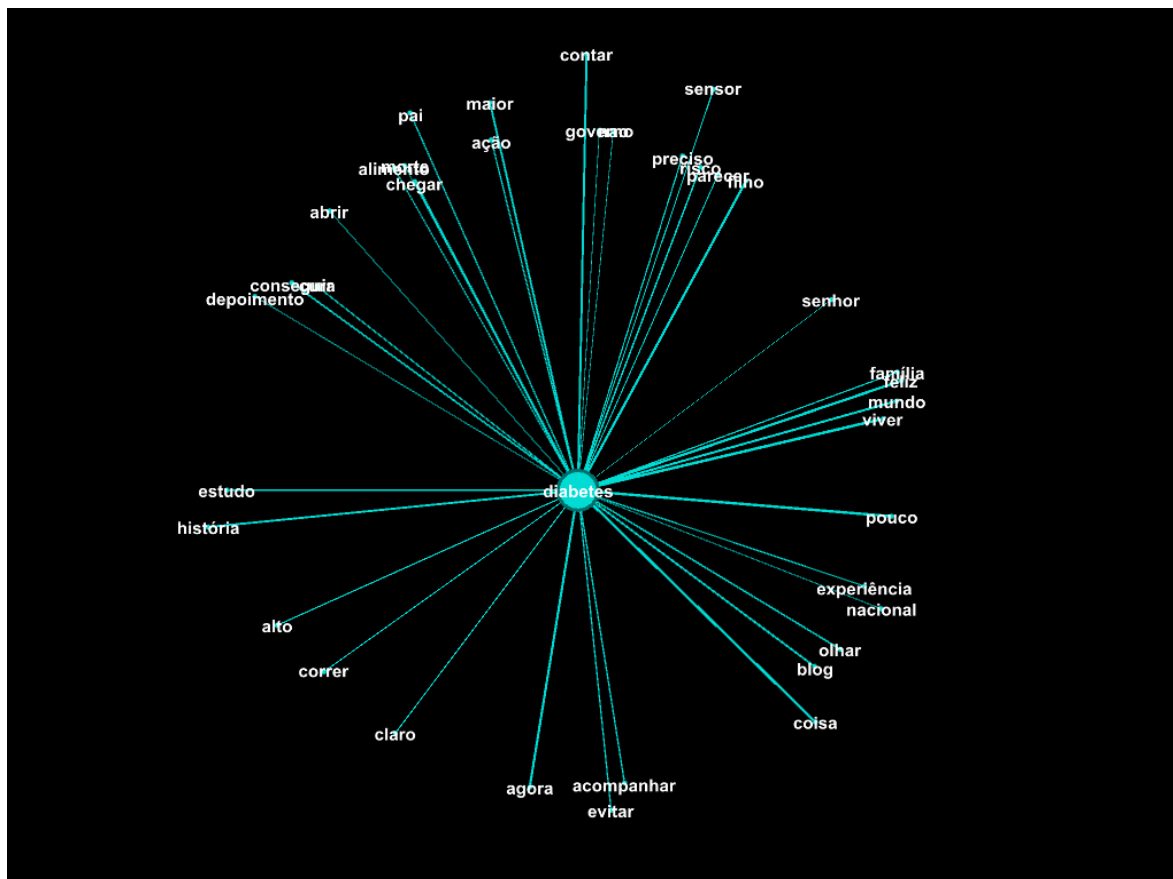 contar
sensor
maior
pai
governo
ação
preciso
risco
alimento
parecer
filho
chegar
abrir
conseguir
depoimento
senhor
família
feliz
mundo
viver
estudo
diabetes
pouco
história
experiência
nacional
alto
olhar
correr
blog
coisa
claro
acompanhar
agora
evitar